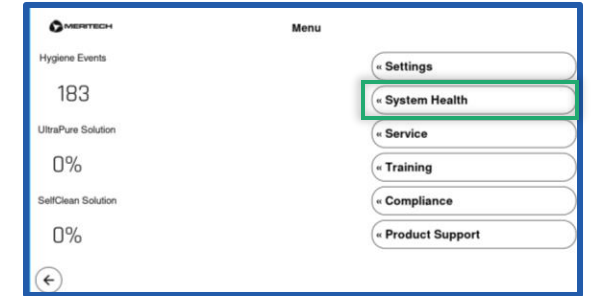 MERITECH
Menu
Hygiene Events
183
UltraPure Solution
0%
SelfClean Solution
0%
« Settings
« System Health
« Service
« Training
« Compliance
« Product Support